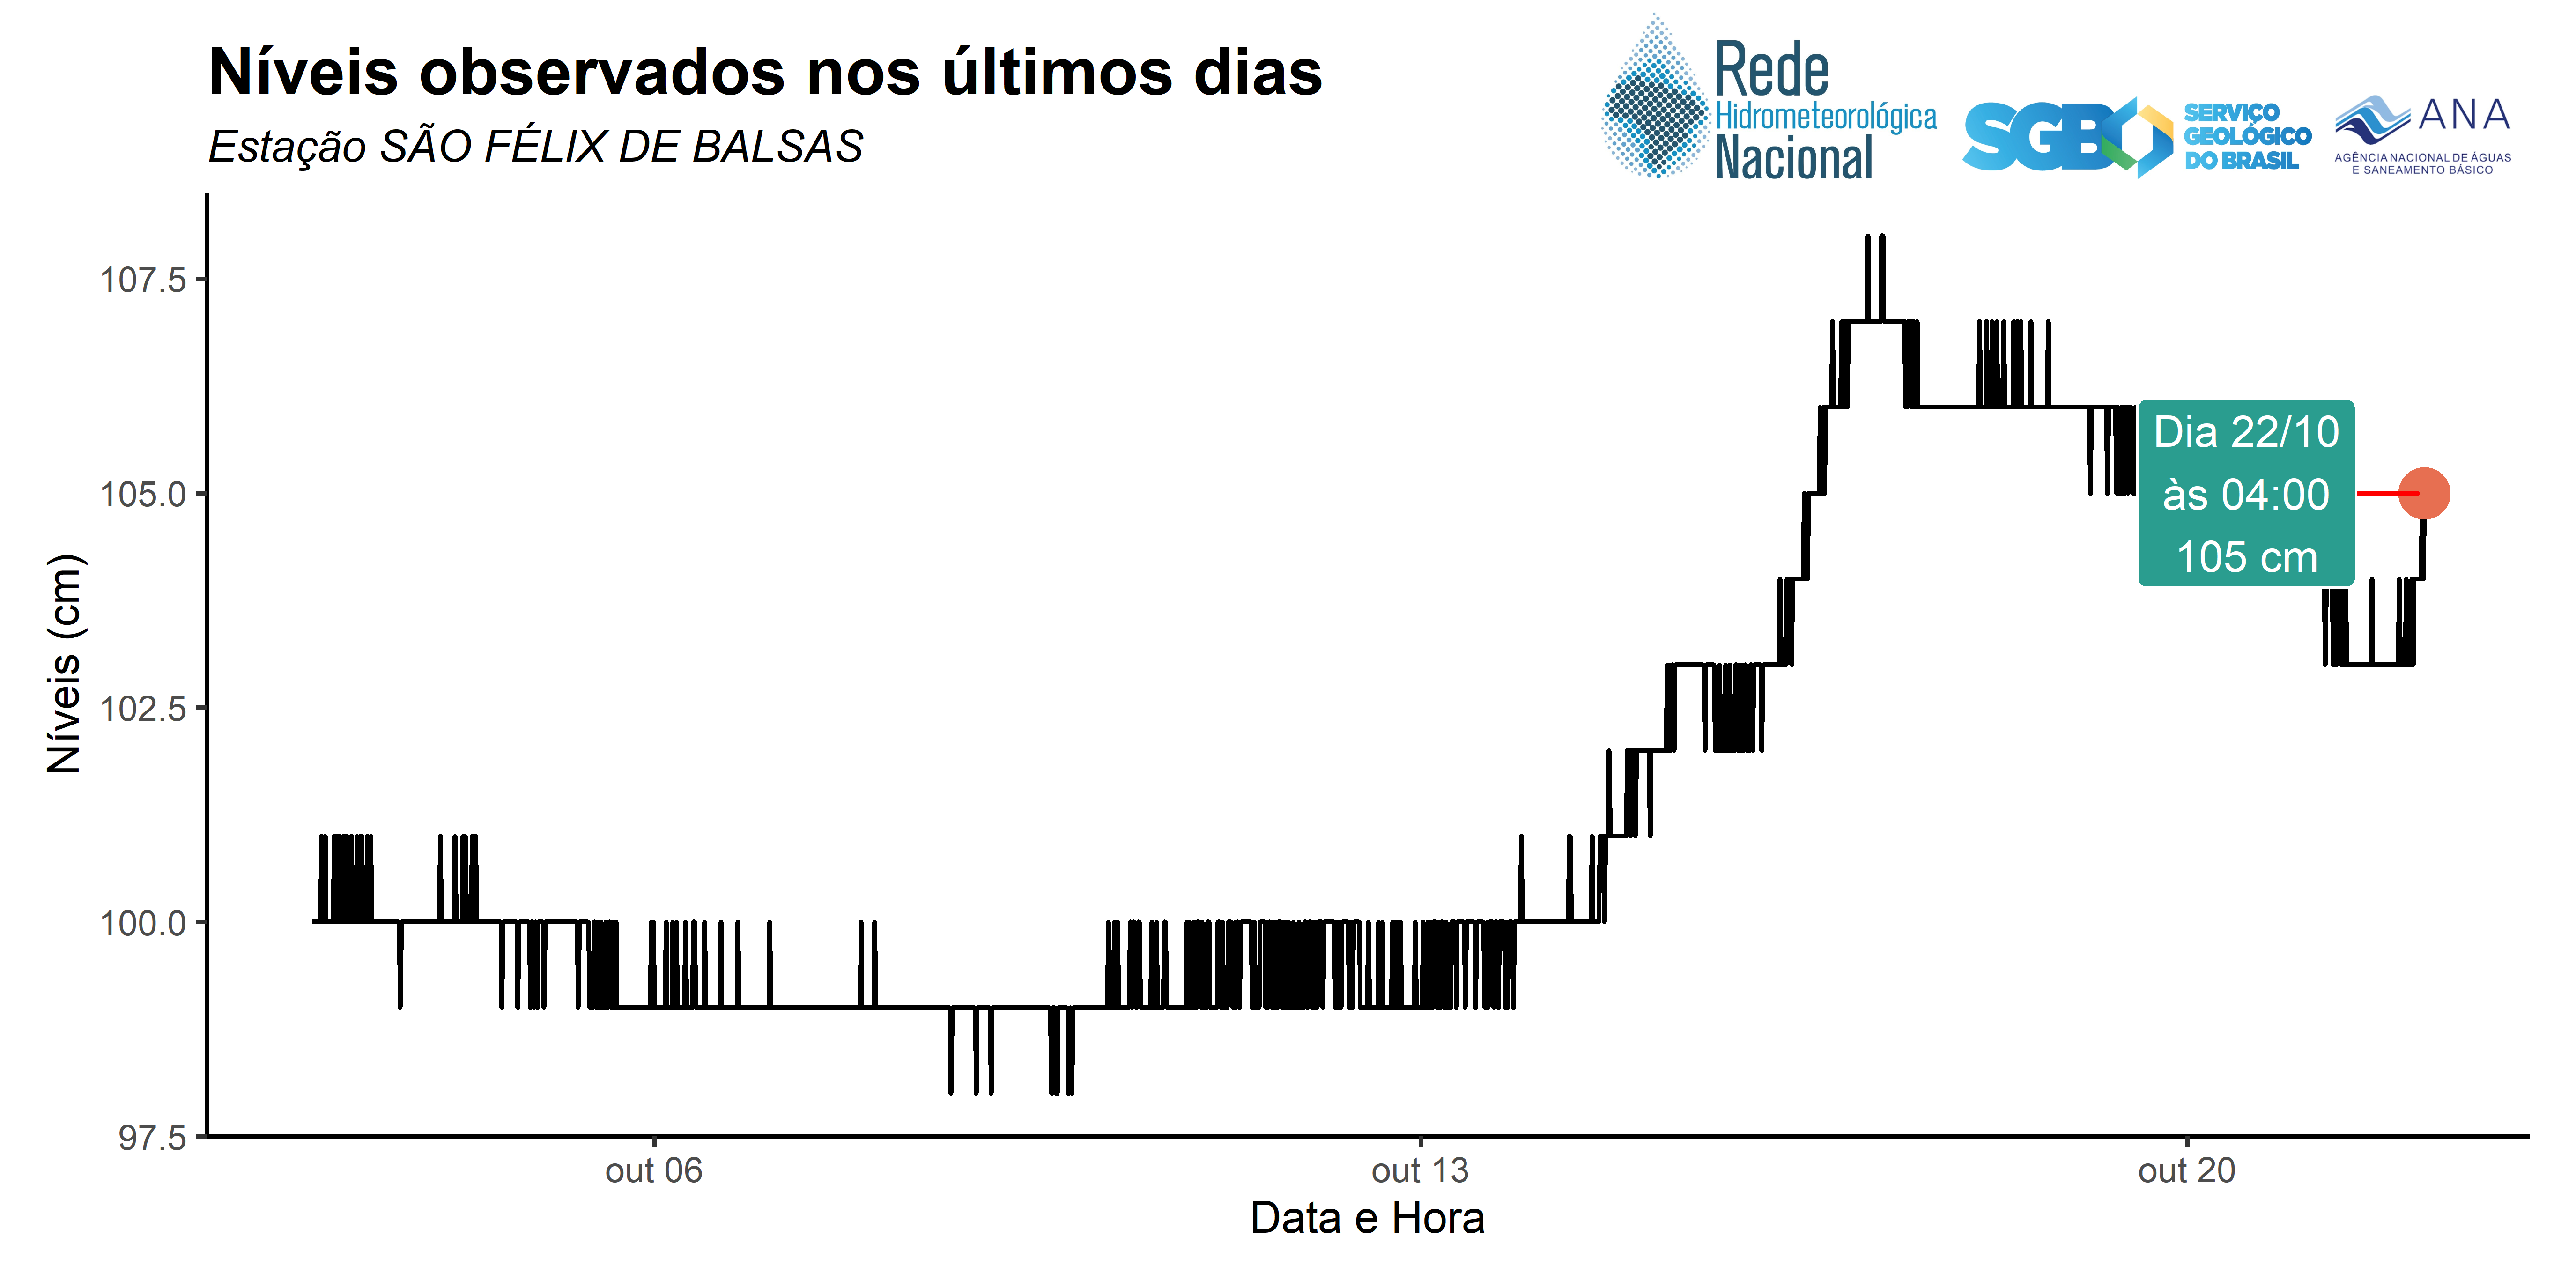 Níveis observados nos últimos dias
Estação SÃO FÉLIX DE BALSAS
Rede
Hidrometeorológica
Nacional
SGB
SERVIÇO
GEOLÓGICO
DO BRASIL
ANA
AGÊNCIA NACIONAL DE ÁGUAS
E SANEAMENTO BÁSICO
107.5
105.0
102.5
100.0
97.5
Níveis (cm)
Dia 22/10
às 04:00
105 cm
out 06
out 13
out 20
Data e Hora